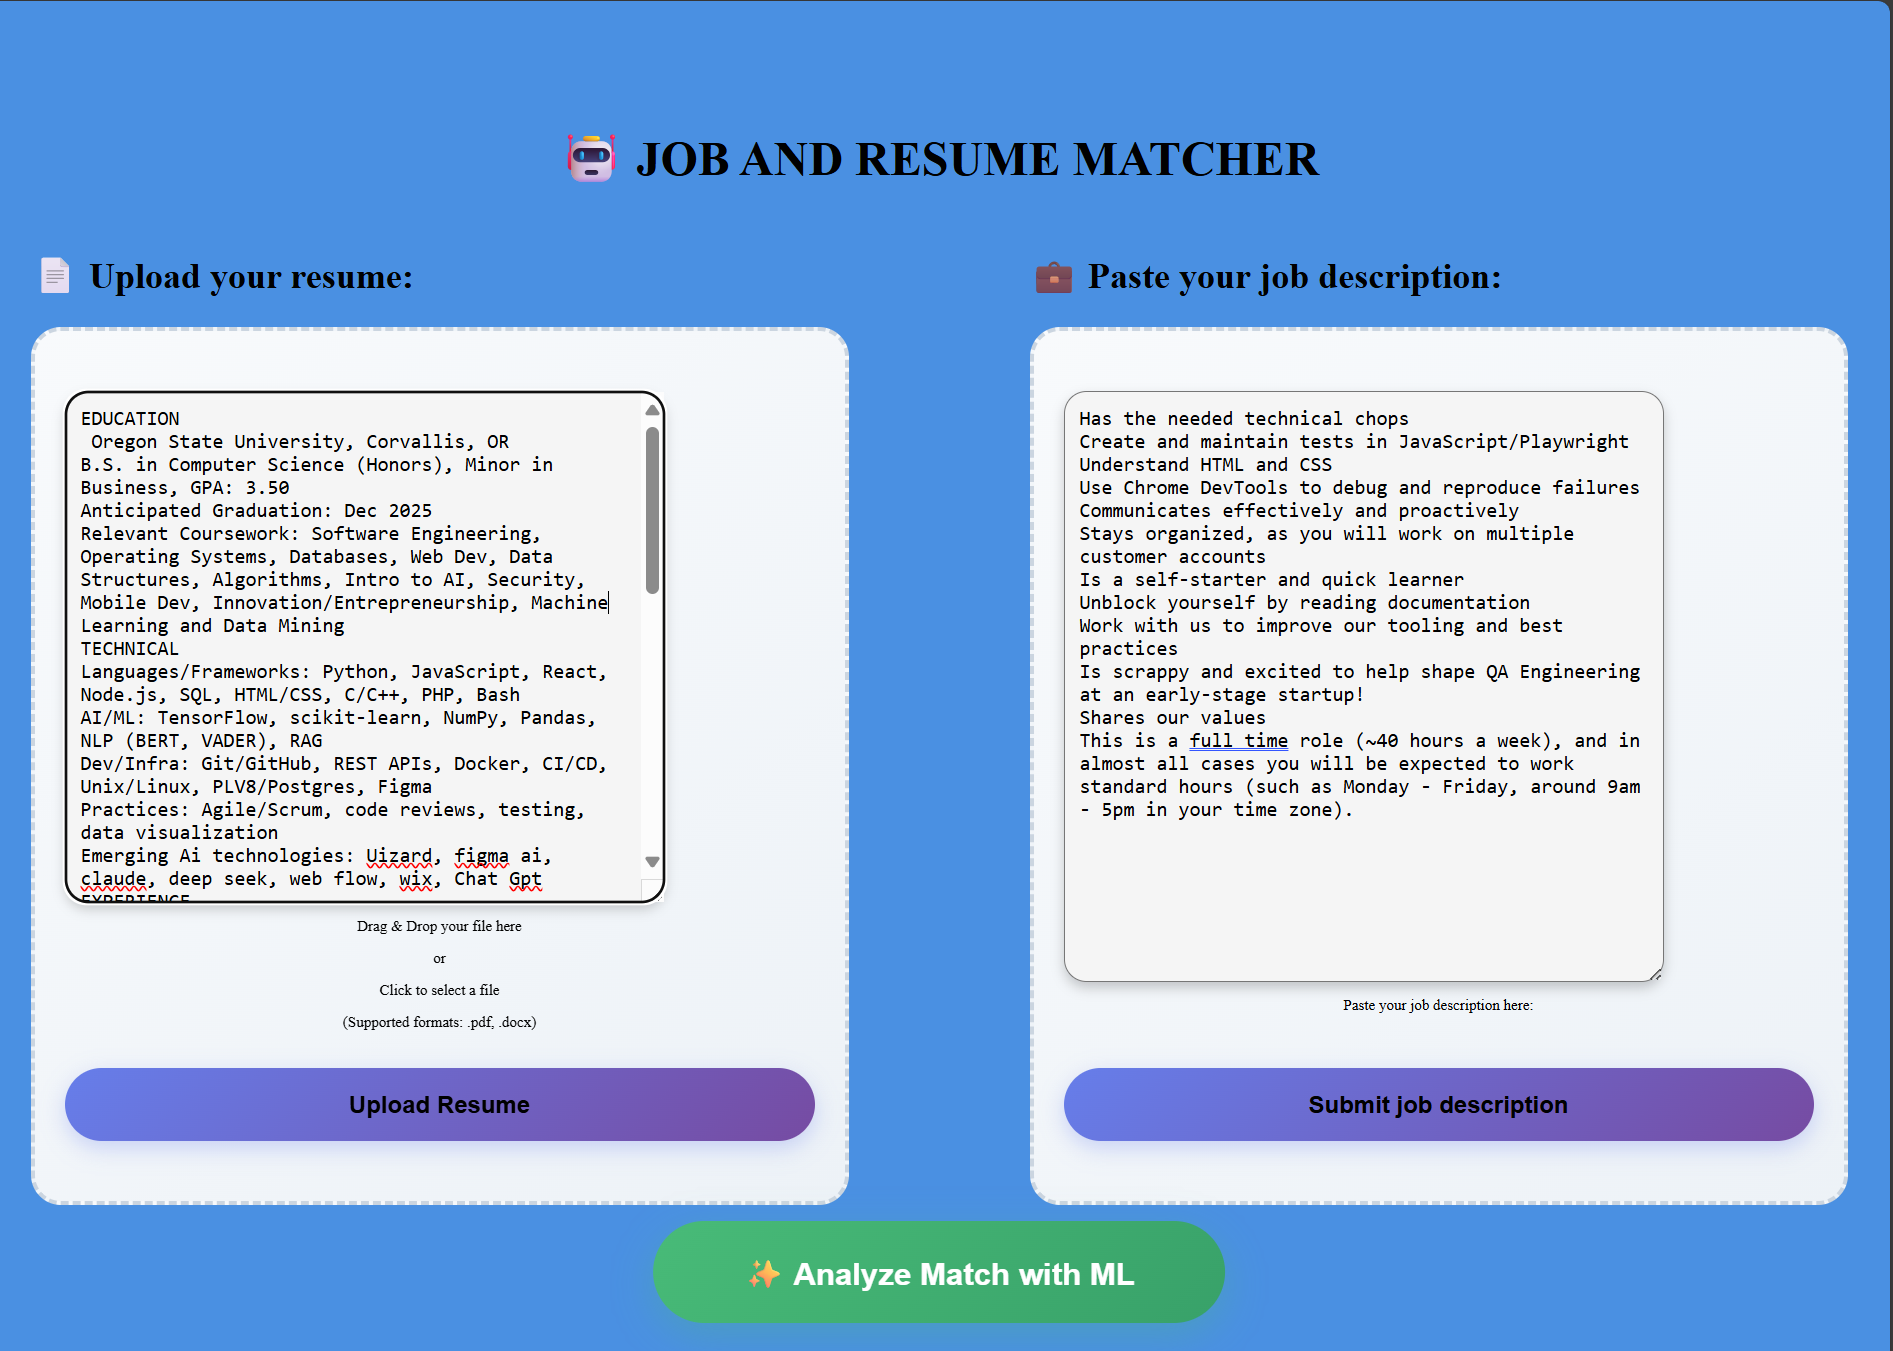 JOB AND RESUME MATCHER
Upload your resume:
EDUCATION
Oregon State University, Corvallis, OR
B.S. in Computer Science (Honors), Minor in
Business, GPA: 3.50
Anticipated Graduation: Dec 2025
Relevant Coursework: Software Engineering,
Operating Systems, Databases, Web Dev, Data
Structures, Algorithms, Intro to AI, Security,
Mobile Dev, Innovation/Entrepreneurship, Machine
Learning and Data Mining
TECHNICAL
Languages/Frameworks: Python, JavaScript, React,
Node.js, SQL, HTML/CSS, C/C++, PHP, Bash
AI/ML: TensorFlow, scikit-learn, NumPy, Pandas,
NLP (BERT, VADER), RAG
Dev/Infra: Git/GitHub, REST APIs, Docker, CI/CD,
Unix/Linux, PLV8/Postgres, Figma
Practices: Agile/Scrum, code reviews, testing,
data visualization
Emerging Ai technologies: Uizard, figma ai,
claude, deep seek, web flow, wix, Chat Gpt
EXPERIENCE
Drag & Drop your file here
or
Click to select a file
(Supported formats: .pdf, .docx)
Upload Resume
Paste your job description:
Has the needed technical chops
Create and maintain tests in JavaScript/Playwright
Understand HTML and CSS
Use Chrome DevTools to debug and reproduce failures
Communicates effectively and proactively
Stays organized, as you will work on multiple
customer accounts
Is a self-starter and quick learner
Unblock yourself by reading documentation
Work with us to improve our tooling and best
practices
Is scrappy and excited to help shape QA Engineering
at an early-stage startup!
Shares our values
This is a full time role (~40 hours a week), and in
almost all cases you will be expected to work
standard hours (such as Monday - Friday, around 9am
- 5pm in your time zone).
Paste your job description here:
Submit job description
Analyze Match with ML